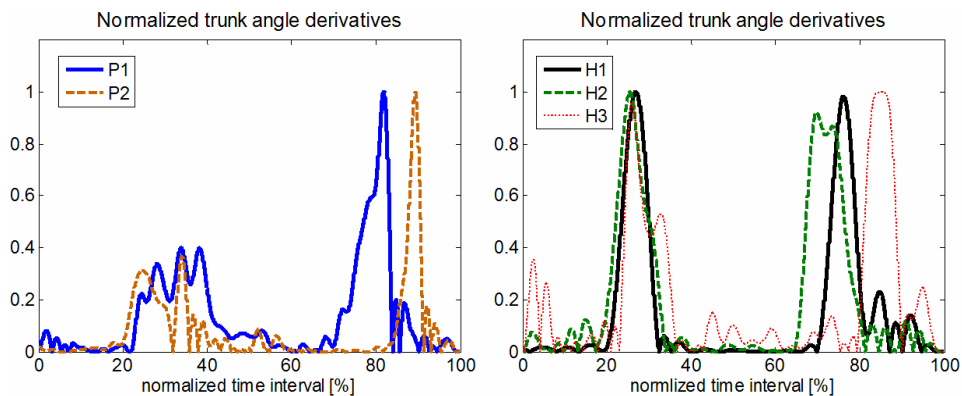 Normalized trunk angle derivatives
P1
P2
1
0.8
0.6
0.4
0.2
0
0 20 40 60 80 100
normalized time interval [%]
Normalized trunk angle derivatives
H1
H2
H3
1
0.8
0.6
0.4
0.2
0
0 20 40 60 80 100
normlized time interval [%]